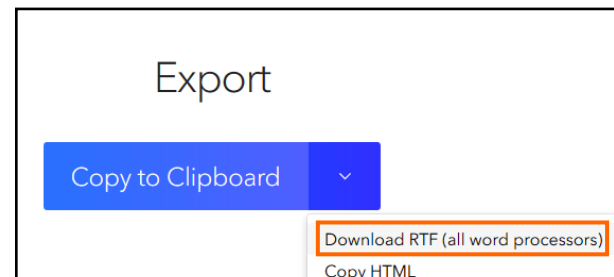 Export
Copy to Clipboard
Download RTF (all word processors)
Copy HTML